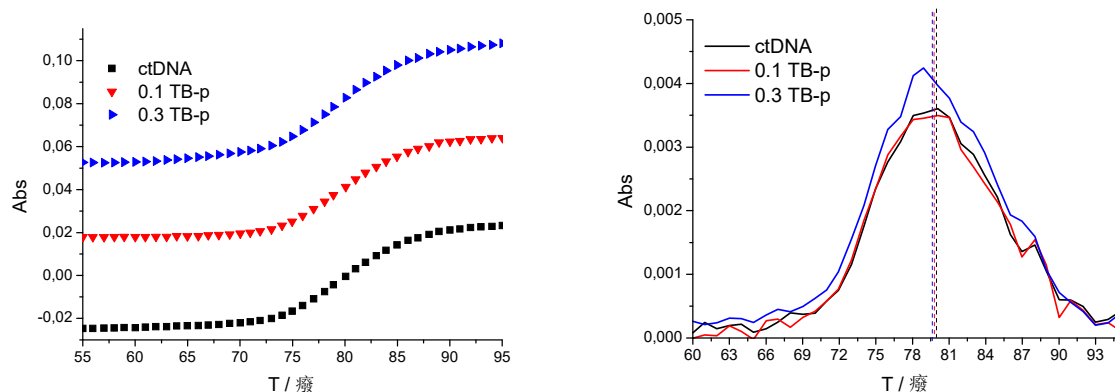 0,10
0,08
0,06
0,04
0,02
0,00
-0,02
Abs
ctDNA
0.1 TB-p
0.3 TB-p
55 60 65 70 75 80 85 90 95
T / 癈
0,005
0,004
0,003
0,002
0,001
0,000
Abs
ctDNA
0.1 TB-p
0.3 TB-p
60 63 66 69 72 75 78 81 84 87 90 93
T / 癈